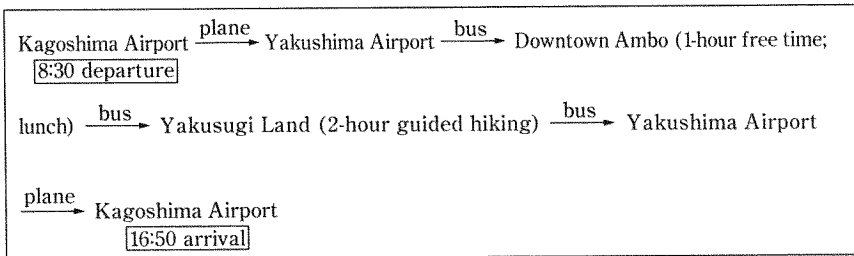 Kagoshima Airport plane Yakushima Airport bus Downtown Ambo (1-hour free time;
8:30 departure
lunch) bus Yakusugi Land (2-hour guided hiking) bus Yakushima Airport
plane Kagoshima Airport
16:50 arrival